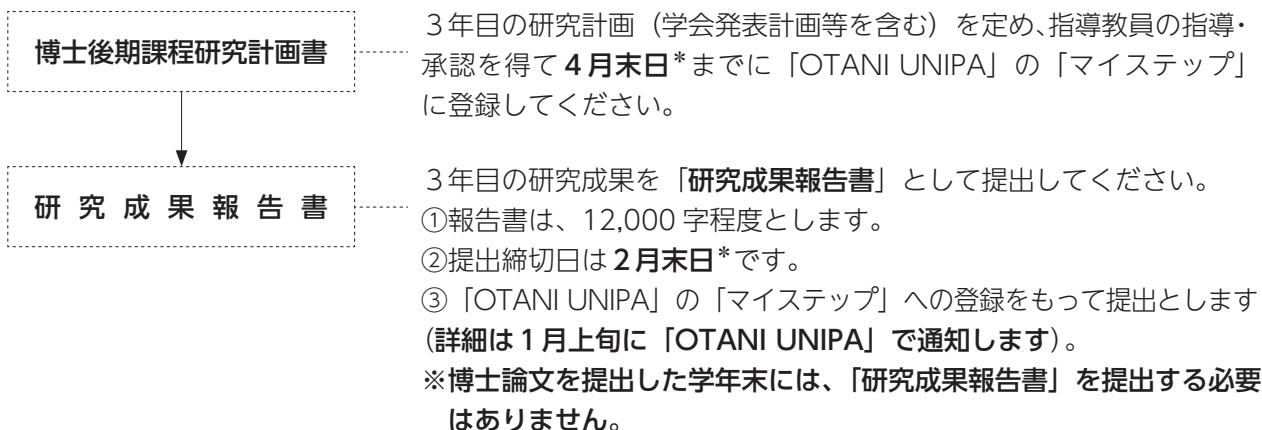 博士後期課程研究計画書
3年目の研究計画（学会発表計画等を含む）を定め、指導教員の指導・
承認を得て4月末日*までに「OTANI UNIPA」の「マイステップ」
に登録してください。
研究成果報告書
3年目の研究成果を「研究成果報告書」として提出してください。
①報告書は、12,000字程度とします。
②提出締切日は2月末日*です。
③「OTANI UNIPA」の「マイステップ」への登録をもって提出とします
（詳細は1月上旬に「OTANI UNIPA」で通知します）。
※博士論文を提出した学年末には、「研究成果報告書」を提出する必要
はありません。